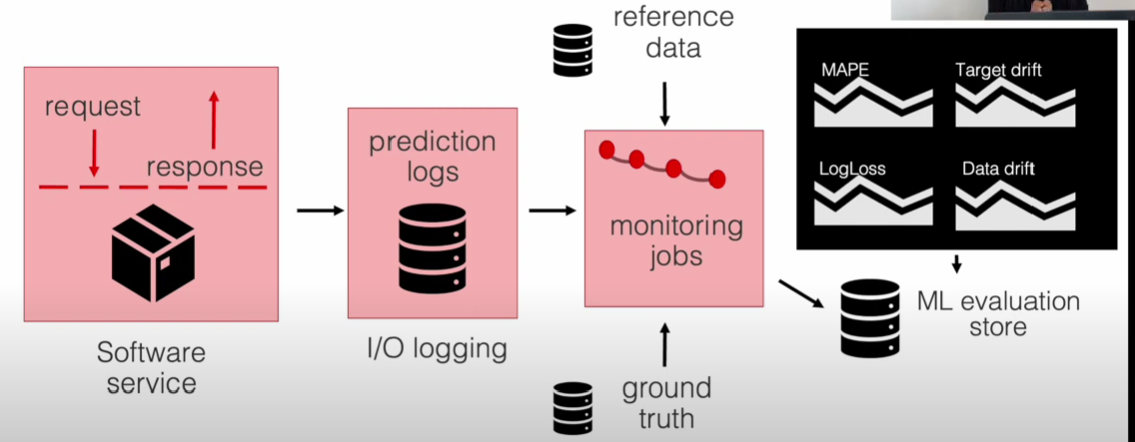 request
response
Software
service
prediction
logs
I/O logging
reference
data
monitoring
jobs
ground
truth
MAPE
Target drift
LogLoss
Data drift
ML evaluation
store